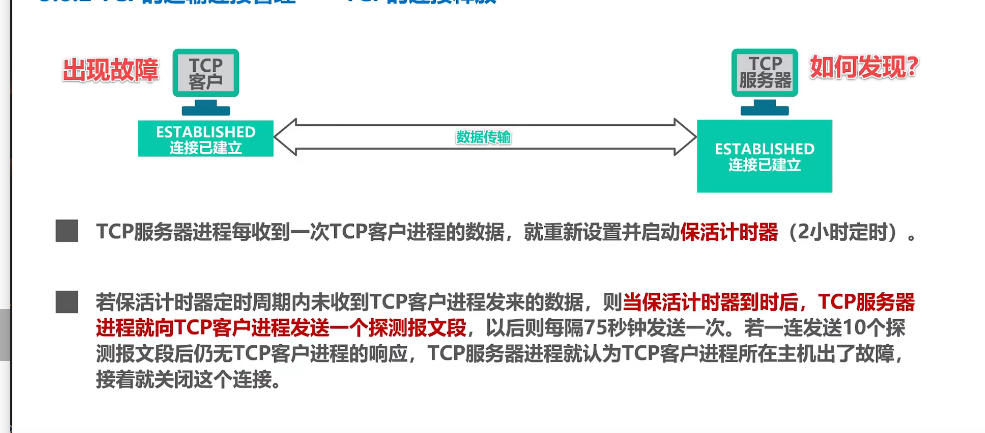 出现故障
TCP
客户
TCP
服务器
如何发现？
ESTABLISHED
连接已建立
数据传输
ESTABLISHED
连接已建立
TCP服务器进程每收到一次TCP客户进程的数据，就重新设置并启动保活计时器（2小时定时）。
若保活计时器定时周期内未收到TCP客户进程发来的数据，则当保活计时器到时后，TCP服务器
进程就向TCP客户进程发送一个探测报文段，以后则每隔75秒钟发送一次。若一连发送10个探
测报文段后仍无TCP客户进程的响应，TCP服务器进程就认为TCP客户进程所在主机出了故障，
接着就关闭这个连接。